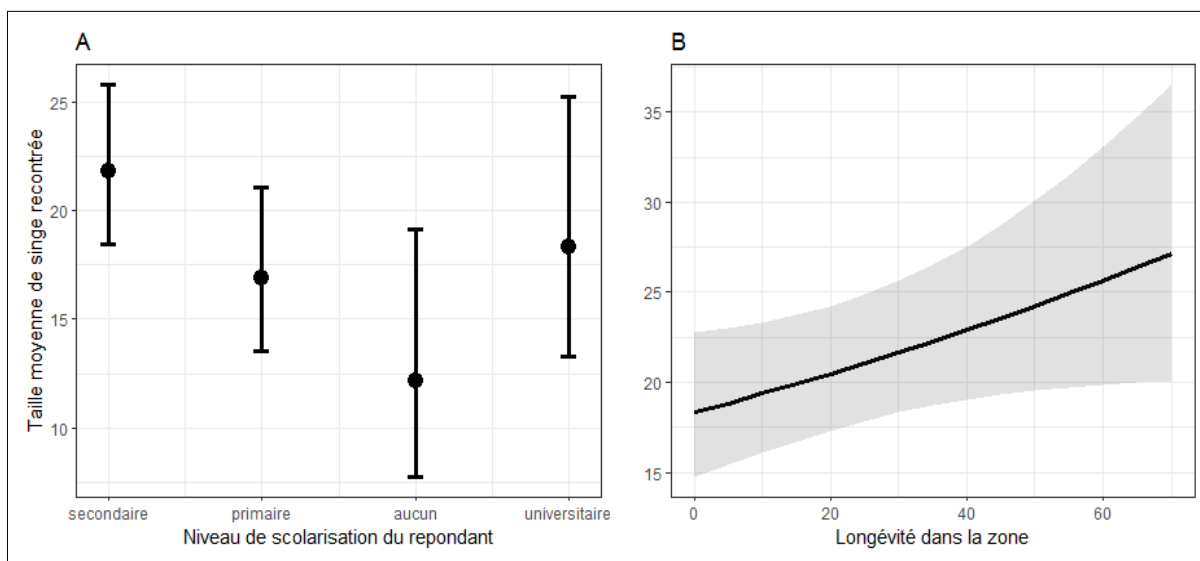 A
Taille moyenne de singe recontrée
25
20
15
10
secondaire primaire aucun universitaire
Niveau de scolarisation du repondant
B
35
30
25
20
15
0 20 40 60
Longévité dans la zone